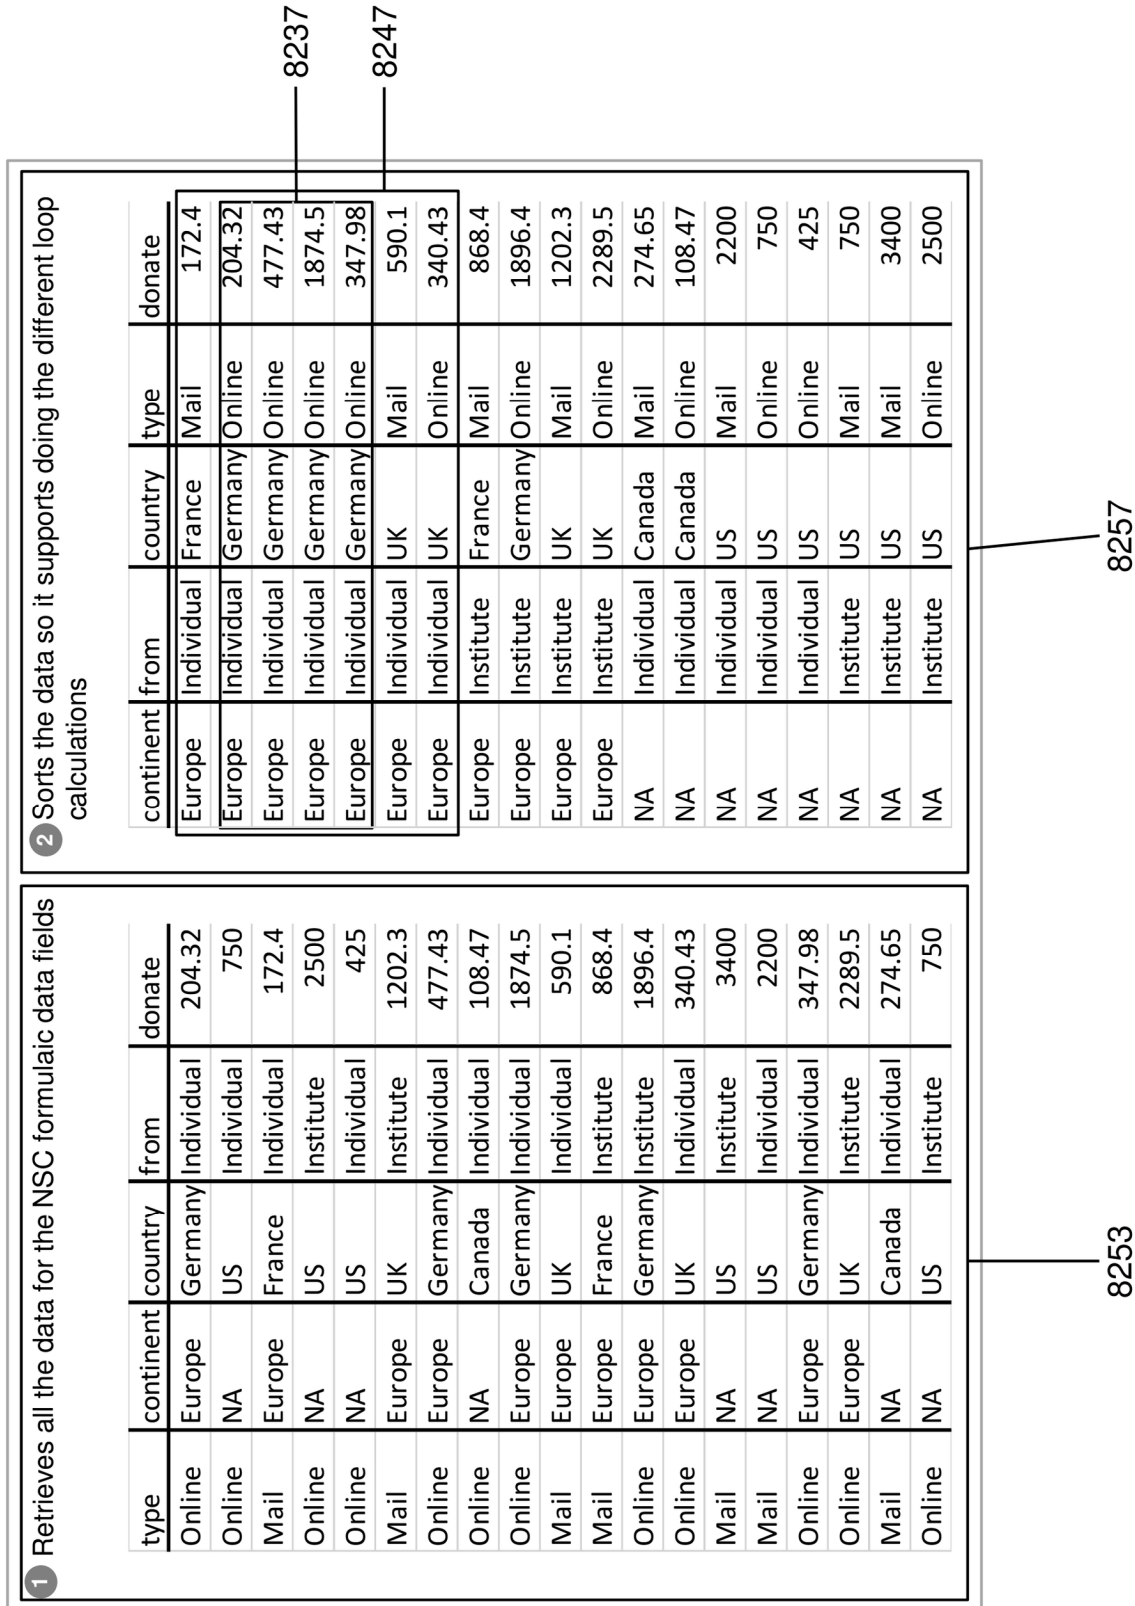 1 Retrieves all the data for the NSC formulaic data fields
type continent country from donate
Online Europe Germany Individual 204.32
Online NA US Individual 750
Mail Europe France Individual 172.4
Online NA US Institute 2500
Online NA US Individual 425
Mail Europe UK Institute 1202.3
Online Europe Germany Individual 477.43
Online NA Canada Individual 108.47
Online Europe Germany Individual 1874.5
Mail Europe UK Individual 590.1
Mail Europe France Institute 868.4
Online Europe Germany Institute 1896.4
Online Europe UK Individual 340.43
Mail NA US Institute 3400
Mail NA US Individual 2200
Online Europe Germany Individual 347.98
Online Europe UK Institute 2289.5
Mail NA Canada Individual 274.65
Online NA US Institute 750
8253
2 Sorts the data so it supports doing the different loop
calculations
continent from country type donate
Europe Individual France Mail 172.4
Europe Individual Germany Online 204.32
Europe Individual Germany Online 477.43
Europe Individual Germany Online 1874.5
Europe Individual Germany Online 347.98
Europe Individual UK Mail 590.1
Europe Individual UK Online 340.43
Europe Institute France Mail 868.4
Europe Institute Germany Online 1896.4
Europe Institute UK Mail 1202.3
Europe Institute UK Online 2289.5
NA Individual Canada Mail 274.65
NA Individual Canada Online 108.47
NA Individual US Mail 2200
NA Individual US Online 750
NA Individual US Online 425
NA Institute US Mail 750
NA Institute US Mail 3400
NA Institute US Online 2500
8257
8237
8247